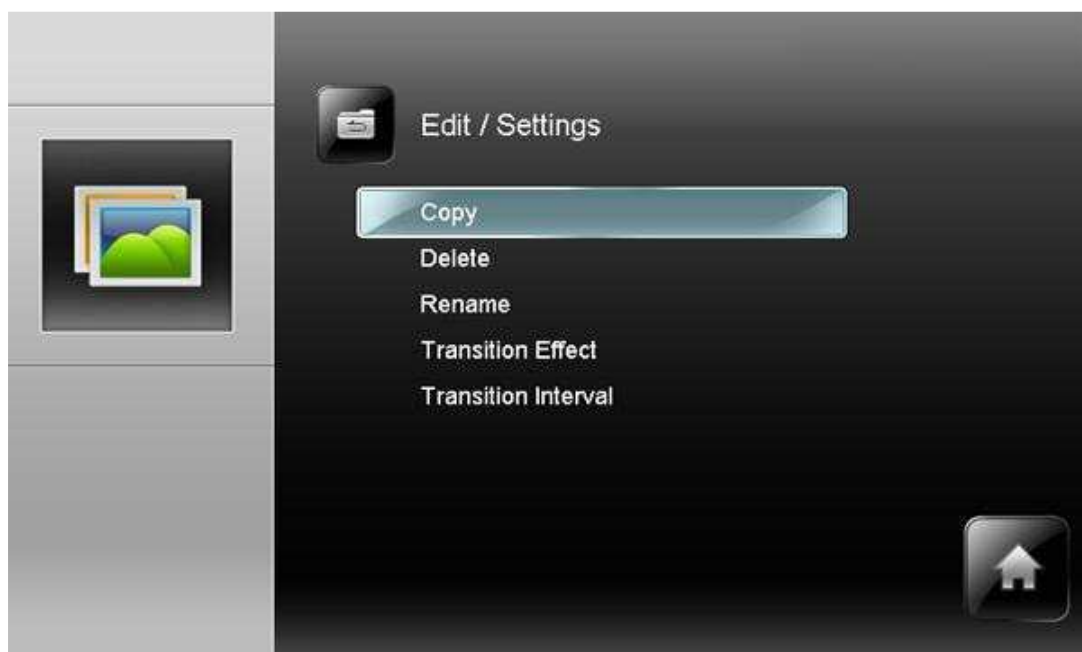 Edit / Settings
Copy
Delete
Rename
Transition Effect
Transition Interval